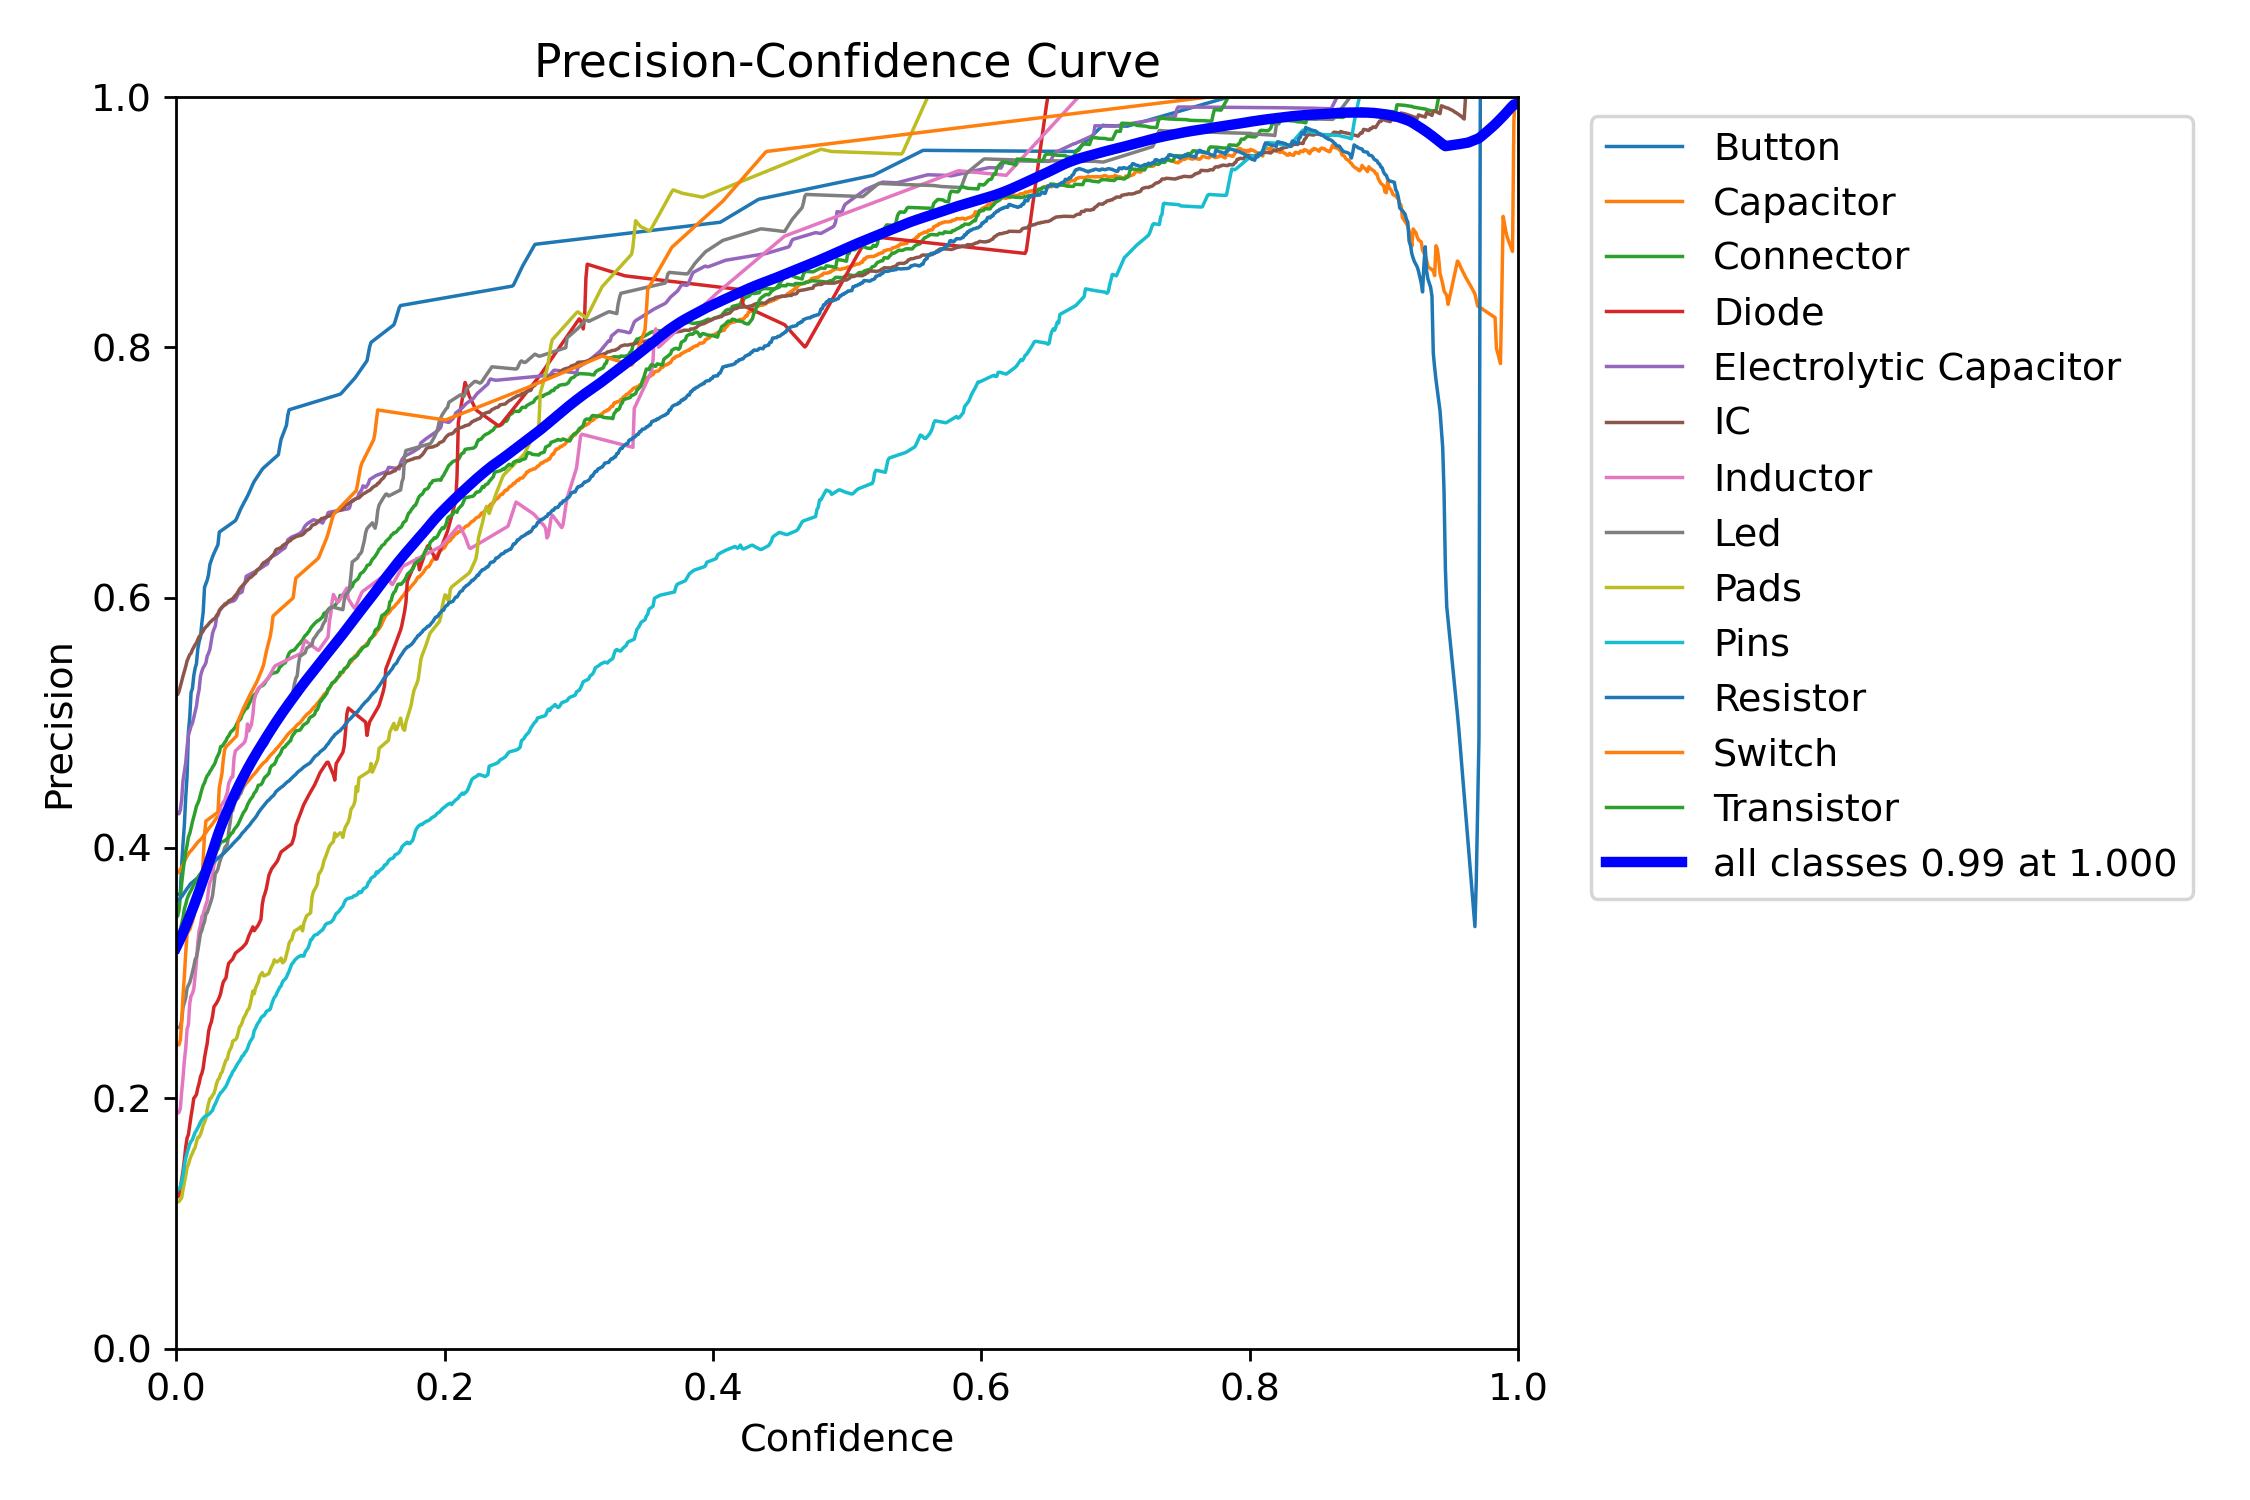 Precision-Confidence Curve
1.0
0.8
0.6
0.4
0.2
0.0
Precision
0.0 0.2 0.4 0.6 0.8 1.0
Confidence
Button
Capacitor
Connector
Diode
Electrolytic Capacitor
IC
Inductor
Led
Pads
Pins
Resistor
Switch
Transistor
all classes 0.99 at 1.000